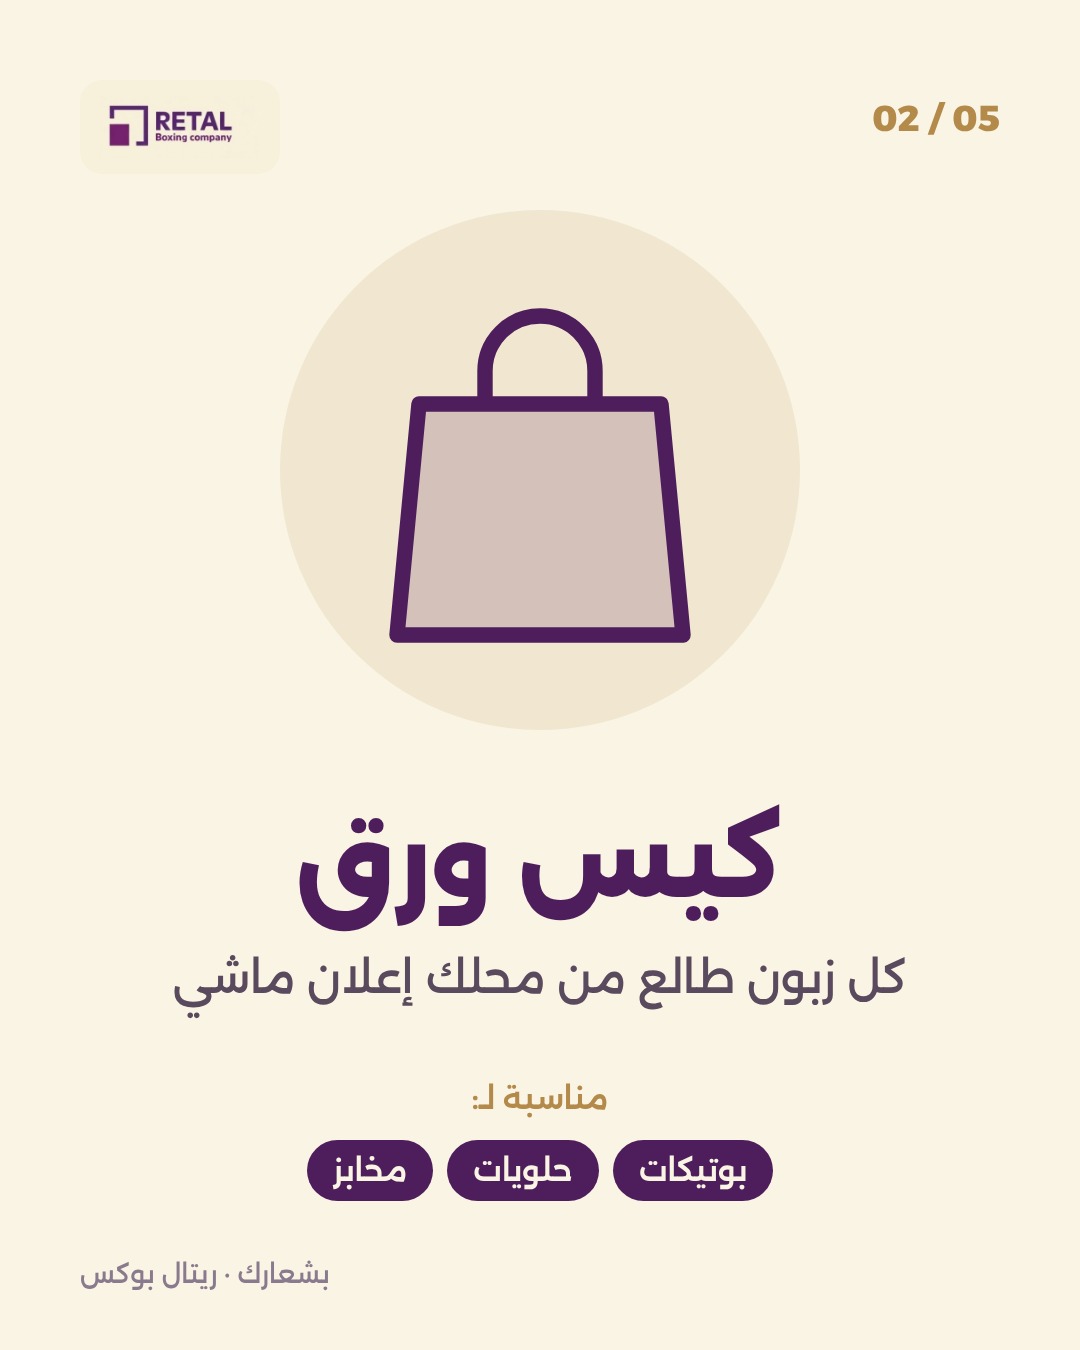 RETAL
Boxing company
02 / 05
كيس ورق
كل زبون طالع من محلك إعلان ماشي
مناسبة لـ:
بوتيكات حلويات مخابز
بشعارك · ريتال بوكس